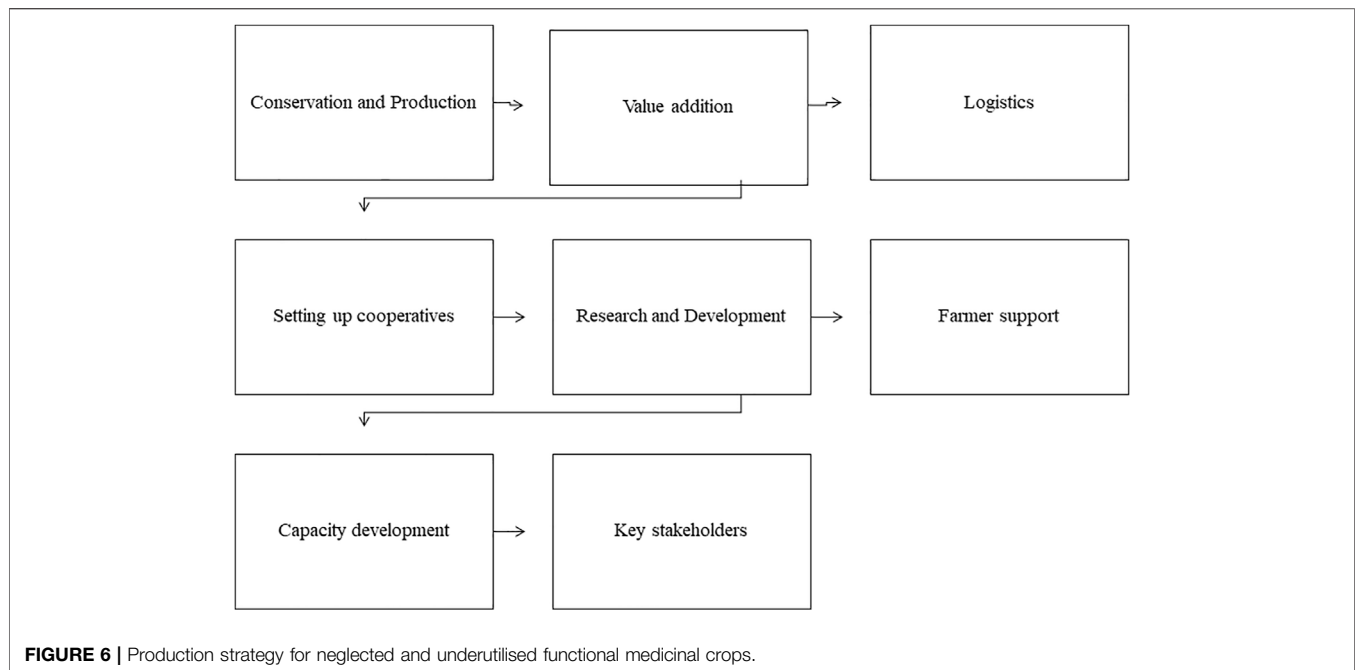 Conservation and Production
Value addition
Logistics
Setting up cooperatives
Research and Development
Farmer support
Capacity development
Key stakeholders
FIGURE 6 | Production strategy for neglected and underutilised functional medicinal crops.